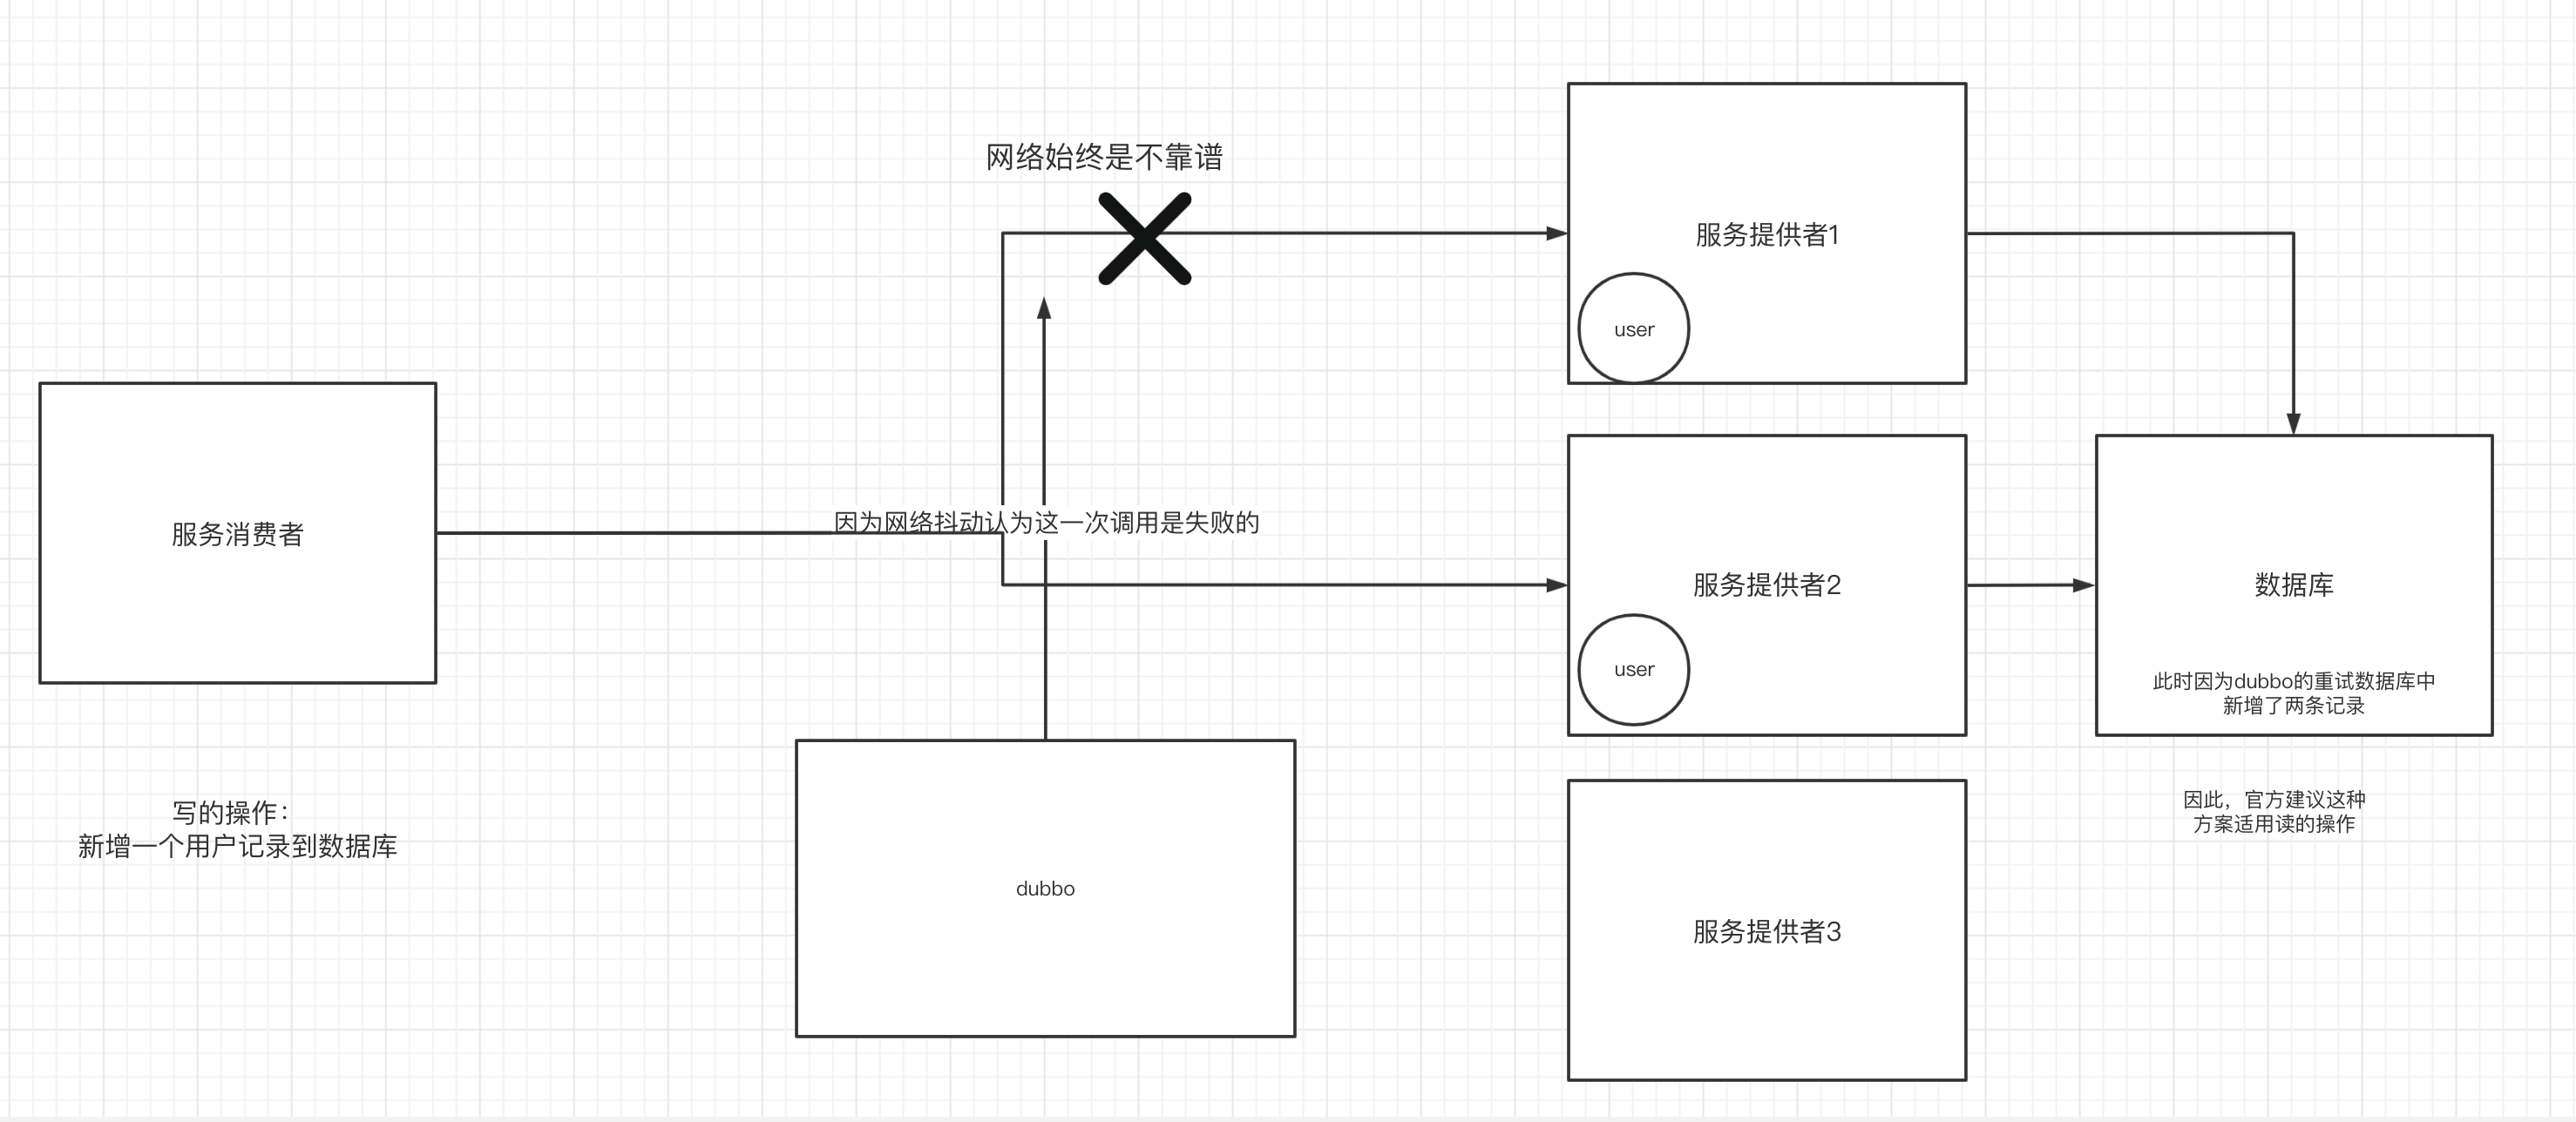 网络始终是不靠谱
服务提供者1
user
因为网络抖动认为这一次调用是失败的
服务消费者
服务提供者2
user
数据库
此时因为dubbo的重试数据库中
新增了两条记录
写的操作：
新增一个用户记录到数据库
dubbo
因此，官方建议这种
方案适用读的操作
服务提供者3